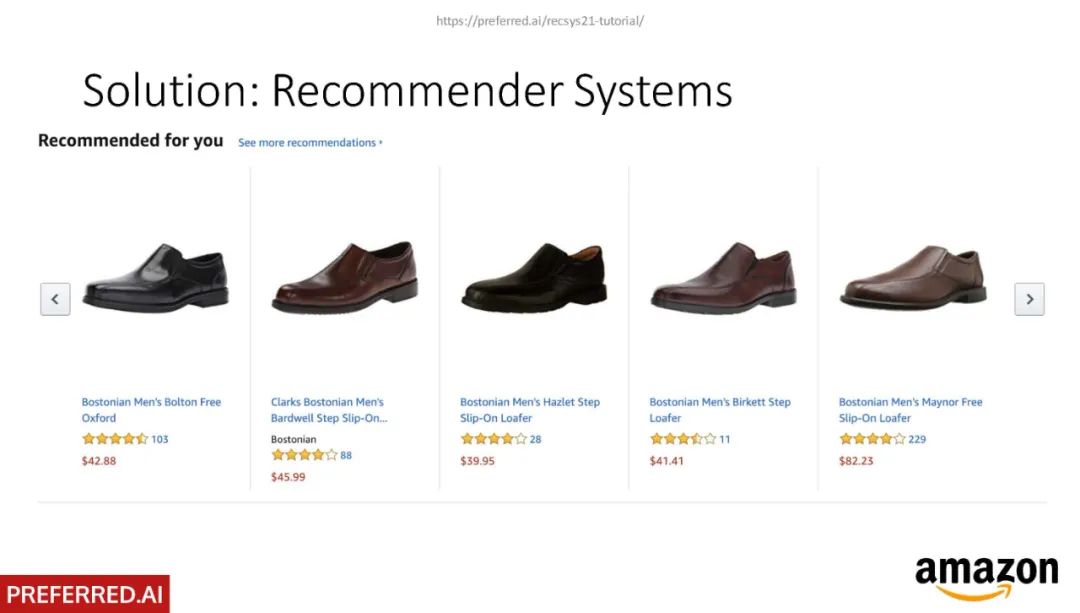 https://preferred.ai/recsys21-tutorial/
Solution: Recommender Systems
Recommended for you See more recommendations ›
Bostonian Men's Bolton Free
Oxford
103
$42.88
Clarks Bostonian Men's
Bardwell Step Slip-On...
Bostonian
88
$45.99
Bostonian Men's Hazlet Step
Slip-On Loafer
28
$39.95
Bostonian Men's Birkett Step
Loafer
11
$41.41
Bostonian Men's Maynor Free
Slip-On Loafer
229
$82.23
PREFERRED.AI
amazon